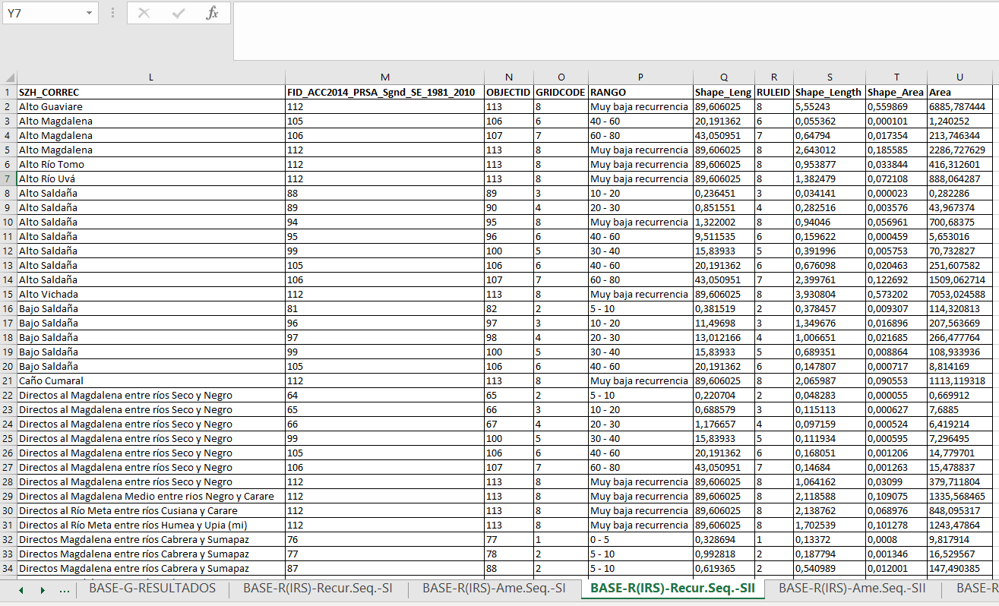 Y7 fx
L M N O P Q R S T U
1 SZH_CORREC FID_ACC2014_PRSA_Sgnd_SE_1981_2010 OBJECTID GRIDCODE RANGO Shape_Leng RULEID Shape_Length Shape_Area Area
2 Alto Guaviare 112 113 8 Muy baja recurrencia 89,606025 8 5,55243 0,559869 6885,787444
3 Alto Magdalena 105 106 6 40 - 60 20,191362 6 0,055362 0,000101 1,240252
4 Alto Magdalena 106 107 7 60 - 80 43,050951 7 0,64794 0,017354 213,746344
5 Alto Magdalena 112 113 8 Muy baja recurrencia 89,606025 8 2,643012 0,185585 2286,727629
6 Alto Río Tomo 112 113 8 Muy baja recurrencia 89,606025 8 0,953877 0,033844 416,312601
7 Alto Río Uvá 112 113 8 Muy baja recurrencia 89,606025 8 1,382479 0,072108 888,064287
8 Alto Saldaña 88 89 3 10 - 20 0,236451 3 0,034141 0,000023 0,282286
9 Alto Saldaña 89 90 4 20 - 30 0,851551 4 0,282516 0,003576 43,967374
10 Alto Saldaña 94 95 8 Muy baja recurrencia 1,322002 8 0,94046 0,056961 700,68375
11 Alto Saldaña 95 96 6 40 - 60 9,511535 6 0,159622 0,000459 5,653016
12 Alto Saldaña 99 100 5 30 - 40 15,83933 5 0,391996 0,005753 70,732827
13 Alto Saldaña 105 106 6 40 - 60 20,191362 6 0,676098 0,020463 251,607582
14 Alto Saldaña 106 107 7 60 - 80 43,050951 7 2,399761 0,122692 1509,062714
15 Alto Vichada 112 113 8 Muy baja recurrencia 89,606025 8 3,930804 0,573202 7053,024588
16 Bajo Saldaña 81 82 2 5 - 10 0,381519 2 0,378457 0,009307 114,320813
17 Bajo Saldaña 96 97 3 10 - 20 11,49698 3 1,349676 0,016896 207,563669
18 Bajo Saldaña 97 98 4 20 - 30 13,012166 4 1,006651 0,021685 266,477764
19 Bajo Saldaña 99 100 5 30 - 40 15,83933 5 0,689351 0,008864 108,933936
20 Bajo Saldaña 105 106 6 40 - 60 20,191362 6 0,147807 0,000717 8,814169
21 Caño Cumaral 112 113 8 Muy baja recurrencia 89,606025 8 2,065987 0,090553 1113,119318
22 Directos al Magdalena entre ríos Seco y Negro 64 65 2 5 - 10 0,220704 2 0,048283 0,000055 0,669912
23 Directos al Magdalena entre ríos Seco y Negro 65 66 3 10 - 20 0,688579 3 0,115113 0,000627 7,6885
24 Directos al Magdalena entre ríos Seco y Negro 66 67 4 20 - 30 1,176657 4 0,097159 0,000524 6,419214
25 Directos al Magdalena entre ríos Seco y Negro 99 100 5 30 - 40 15,83933 5 0,111934 0,000595 7,296495
26 Directos al Magdalena entre ríos Seco y Negro 105 106 6 40 - 60 20,191362 6 0,168051 0,001206 14,779701
27 Directos al Magdalena entre ríos Seco y Negro 106 107 7 60 - 80 43,050951 7 0,14684 0,001263 15,478837
28 Directos al Magdalena entre ríos Seco y Negro 112 113 8 Muy baja recurrencia 89,606025 8 1,064162 0,03099 379,711804
29 Directos al Magdalena Medio entre rios Negro y Carare 112 113 8 Muy baja recurrencia 89,606025 8 2,118588 0,109075 1335,568465
30 Directos al Río Meta entre ríos Cusiana y Carare 112 113 8 Muy baja recurrencia 89,606025 8 2,138762 0,068976 848,095317
31 Directos al Río Meta entre ríos Humea y Upia (mi) 112 113 8 Muy baja recurrencia 89,606025 8 1,702539 0,101278 1243,47864
32 Directos Magdalena entre ríos Cabrera y Sumapaz 76 77 1 0 - 5 0,328694 1 0,13372 0,0008 9,817914
33 Directos Magdalena entre ríos Cabrera y Sumapaz 77 78 2 5 - 10 0,992818 2 0,187794 0,001346 16,529567
34 Directos Magdalena entre ríos Cabrera y Sumapaz 87 88 2 5 - 10 0,619365 2 0,540989 0,012001 147,490385
... BASE-G-RESULTADOS BASE-R(IRS)-Recur.Seq.-SI BASE-R(IRS)-Ame.Seq.-SI BASE-R(IRS)-Recur.Seq.-SII BASE-R(IRS)-Ame.Seq.-SII BASE-R